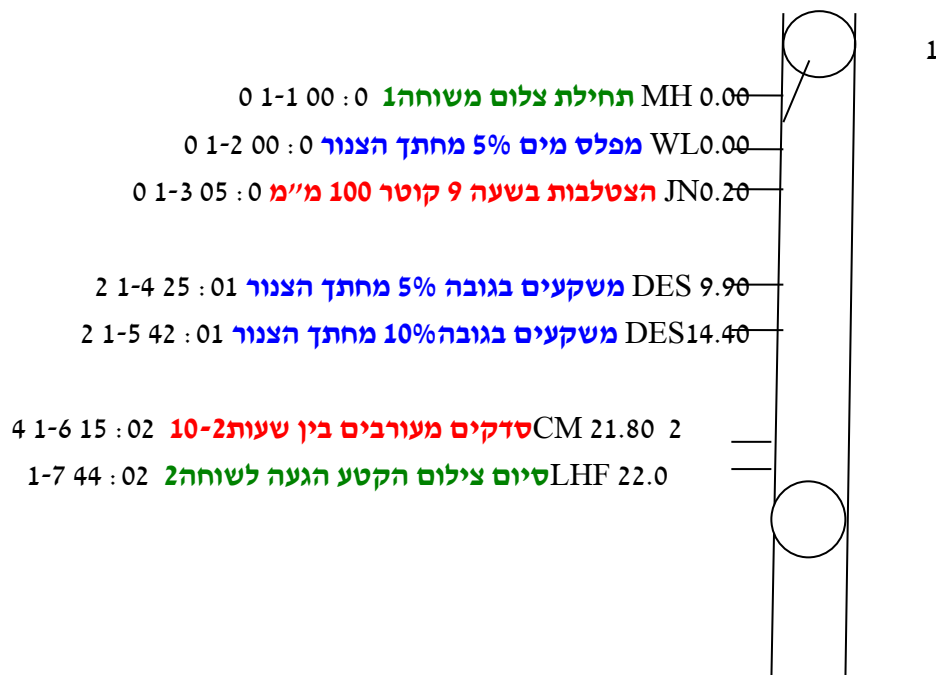 1
MH 0.00 תחילת צלום משוחה1 0: 00 1-1 0
WL0.00 מפלס מים 5% מחתך הצנור 0: 00 1-2 0
JN0.20 הצטלבות בשעה 9 קוטר 100 מ״מ 0: 05 1-3 0
DES 9.90 משקעים בגובה 5% מחתך הצנור 01: 25 1-4 2
DES14.40 משקעים בגובה10% מחתך הצנור 01: 42 1-5 2
CM 21.80 2 סדקים מעורבים בין שעות10-2 02: 15 1-6 4
LHF 22.0 סיום צילום הקטע הגעה לשוחה2 02: 44 1-7